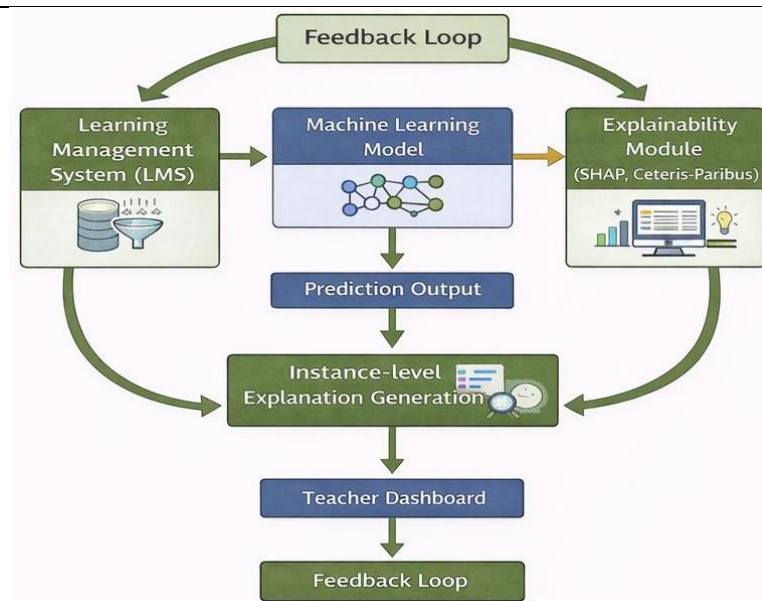 Feedback Loop
Learning
Management
System (LMS)
Machine Learning
Model
Explainability
Module
(SHAP, Ceteris-Paribus)
Prediction Output
Instance-level
Explanation Generation
Teacher Dashboard
Feedback Loop